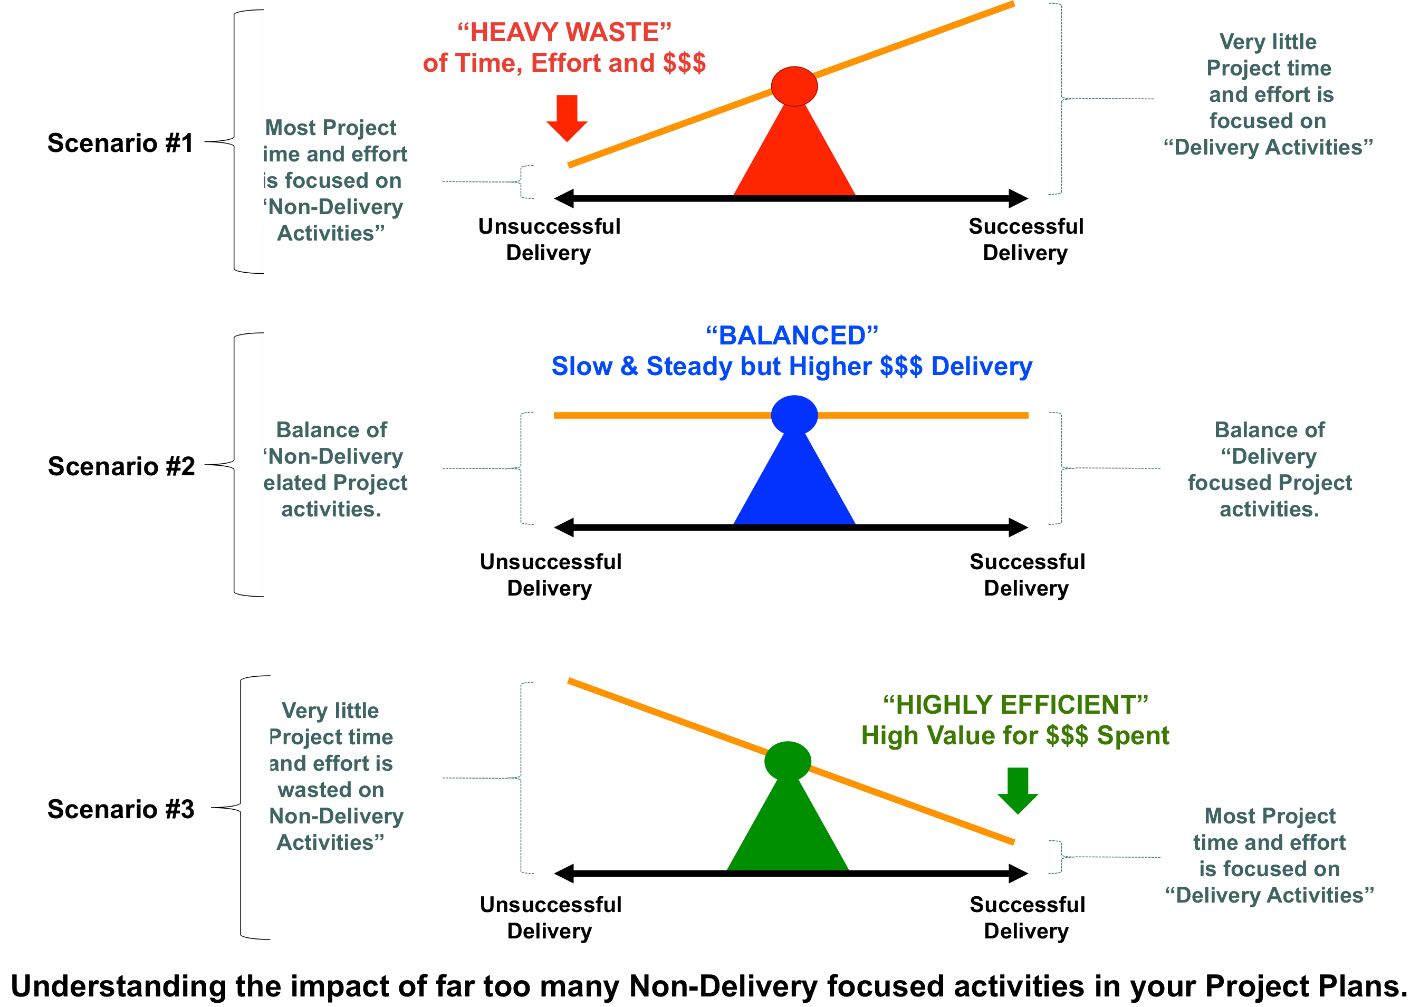 “HEAVY WASTE”
of Time, Effort and $$$
Scenario #1
Most Project
ime and effort
is focused on
‘Non-Delivery
Activities”
Very little
Project time
and effort is
focused on
“Delivery Activities”
Unsuccessful
Delivery
Successful
Delivery
“BALANCED”
Slow & Steady but Higher $$$ Delivery
Scenario #2
Balance of
‘Non-Delivery
elated Project
activities.
Balance of
“Delivery
focused Project
activities.
Unsuccessful
Delivery
Successful
Delivery
Scenario #3
Very little
Project time
and effort is
wasted on
Non-Delivery
Activities”
“HIGHLY EFFICIENT”
High Value for $$$ Spent
Most Project
time and effort
is focused on
“Delivery Activities”
Unsuccessful
Delivery
Successful
Delivery
Understanding the impact of far too many Non-Delivery focused activities in your Project Plans.